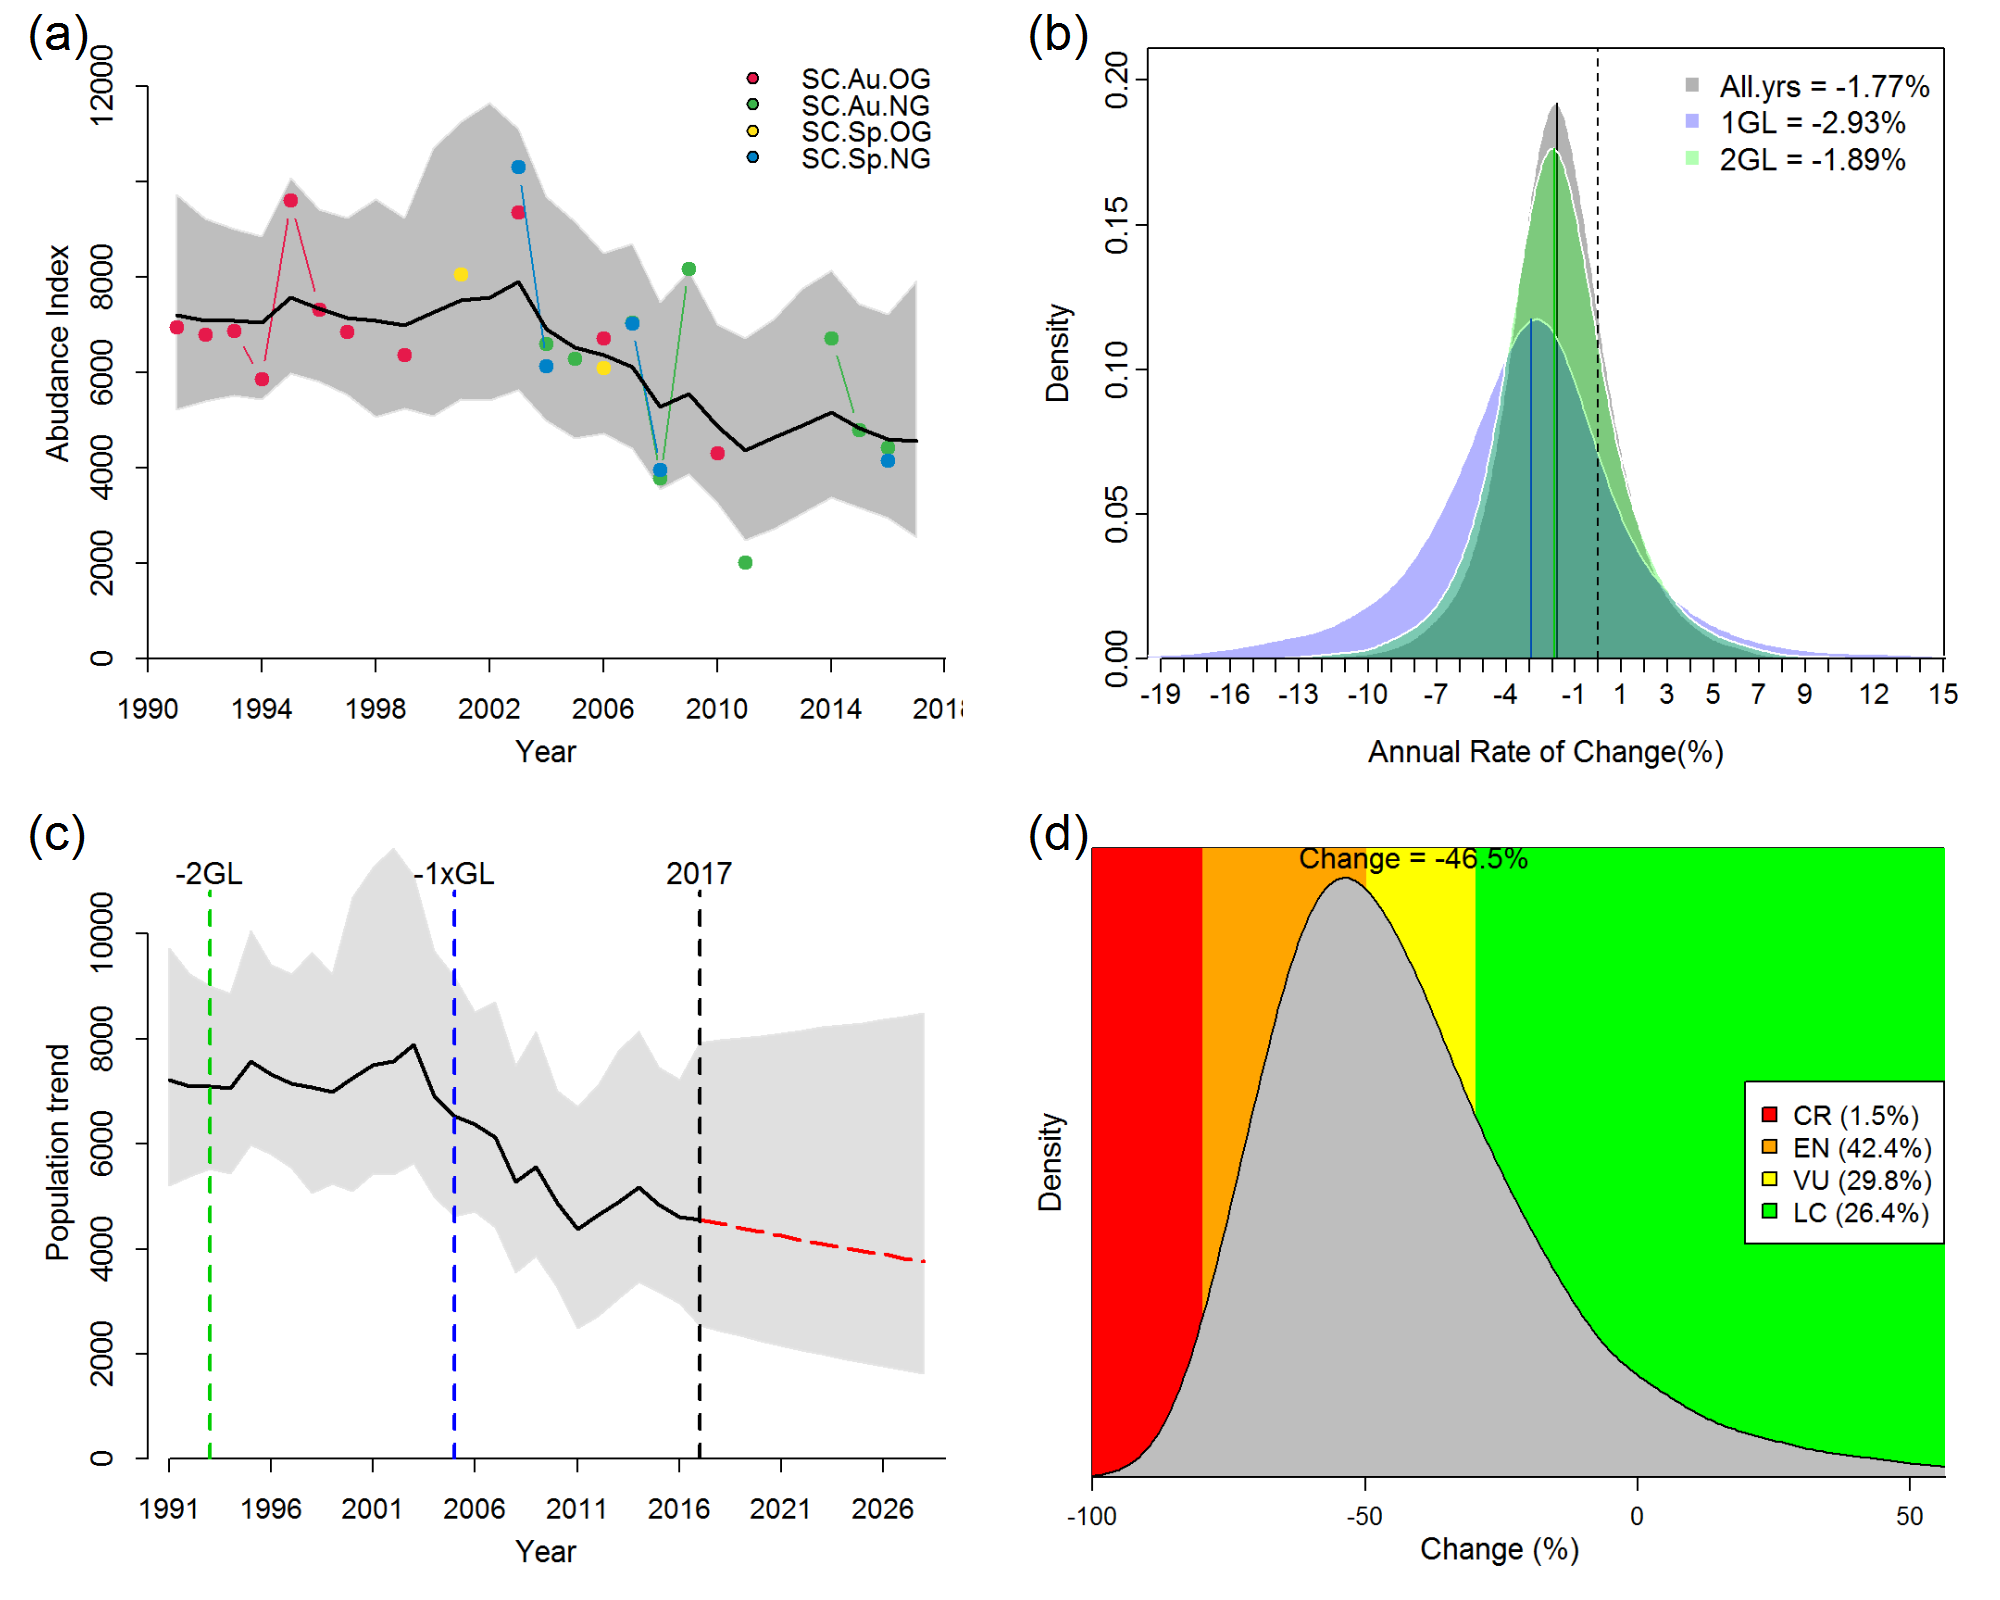 (a)
12000
8000
6000
4000
2000
0
Abudance Index
SC.Au.OG
SC.Au.NG
SC.Sp.OG
SC.Sp.NG
1990 1994 1998 2002 2006 2010 2014 2018
Year
(b)
0.20
0.15
0.10
0.05
0.00
Density
All.yrs = -1.77%
1GL = -2.93%
2GL = -1.89%
-19 -16 -13 -10 -7 -4 -1 1 3 5 7 9 12 15
Annual Rate of Change(%)
(c)
-2GL -1xGL 2017
10000
8000
6000
4000
2000
0
Population trend
1991 1996 2001 2006 2011 2016 2021 2026
Year
(d)
Change = -46.5%
Density
CR (1.5%)
EN (42.4%)
VU (29.8%)
LC (26.4%)
-100 -50 0 50
Change (%)